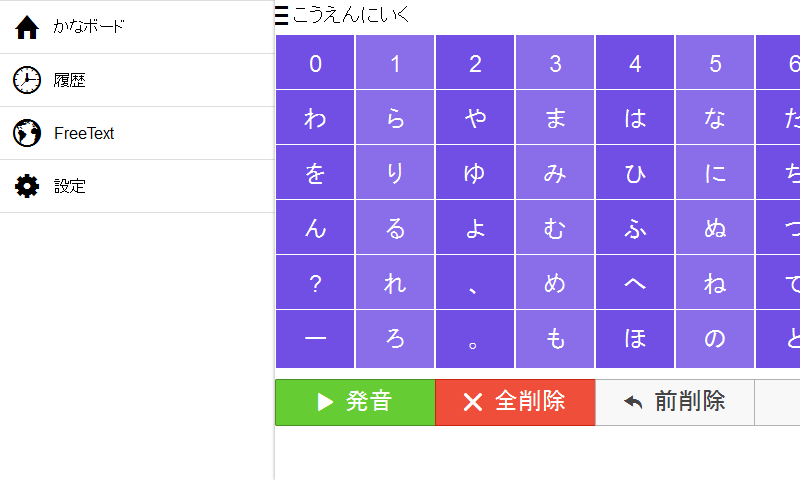 かなボード
履歴
FreeText
設定
こうえんにいく
0 1 2 3 4 5 6
わ ら や ま は な た
を り ゆ み ひ に ち
ん る よ む ふ ぬ つ
? れ 、 め へ ね て
ー ろ 。 も ほ の と
発音 全削除 前削除